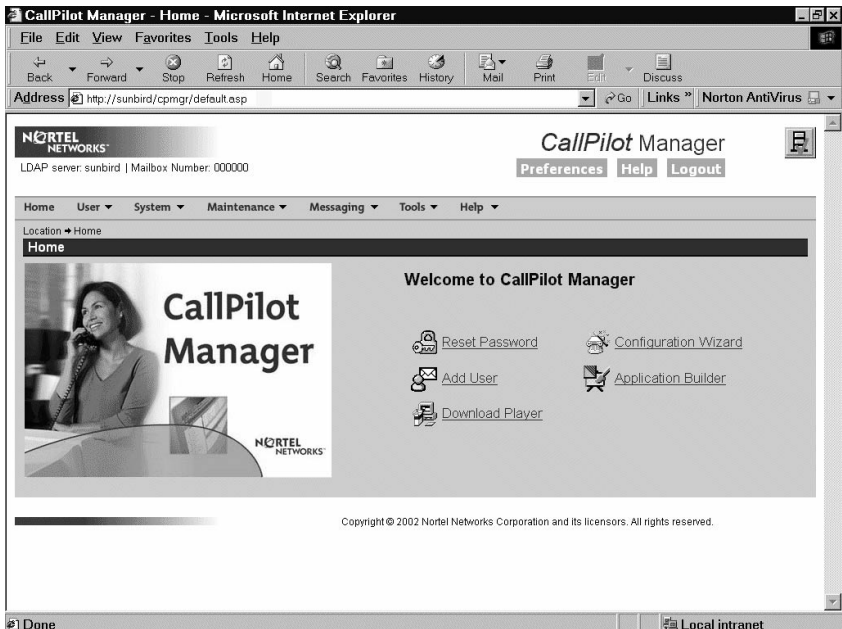 CallPilot Manager - Home - Microsoft Internet Explorer
File Edit View Favorites Tools Help
Back Forward Stop Refresh Home Search Favorites History Mail Print Edit Discuss
Address http://sunbird/cpmgr/default.asp Go Links » Norton AntiVirus
NORTEL
NETWORKS™
CallPilot Manager
LDAP server: sunbird | Mailbox Number: 000000
Preferences Help Logout
Home User System Maintenance Messaging Tools Help
Location Home
Home
CallPilot
Manager
NORTEL
NETWORKS™
Welcome to CallPilot Manager
Reset Password Configuration Wizard
Add User Application Builder
Download Player
Copyright © 2002 Nortel Networks Corporation and its licensors. All rights reserved.
Done Local intranet